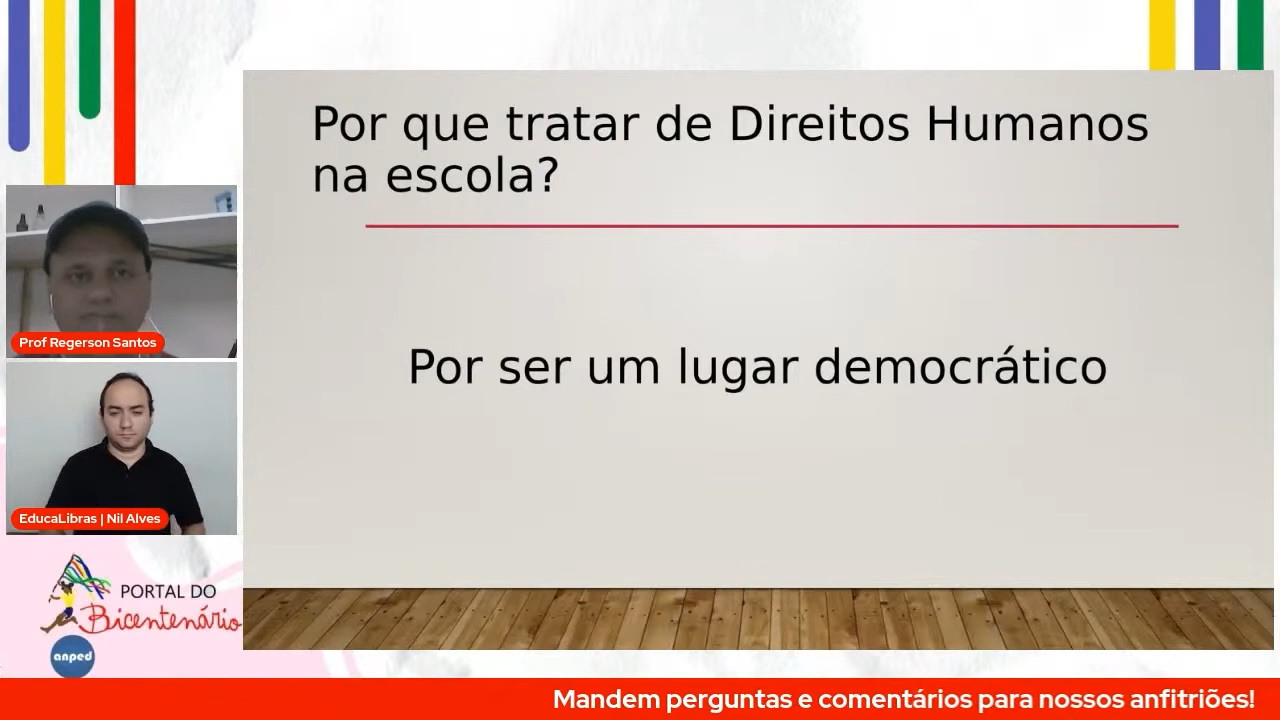 Por que tratar de Direitos Humanos
na escola?
Por ser um lugar democrático
Prof Regerson Santos
EducaLibras | Nil Alves
PORTAL DO
Bicentenário
anped
Mandem perguntas e comentários para nossos anfitriões!